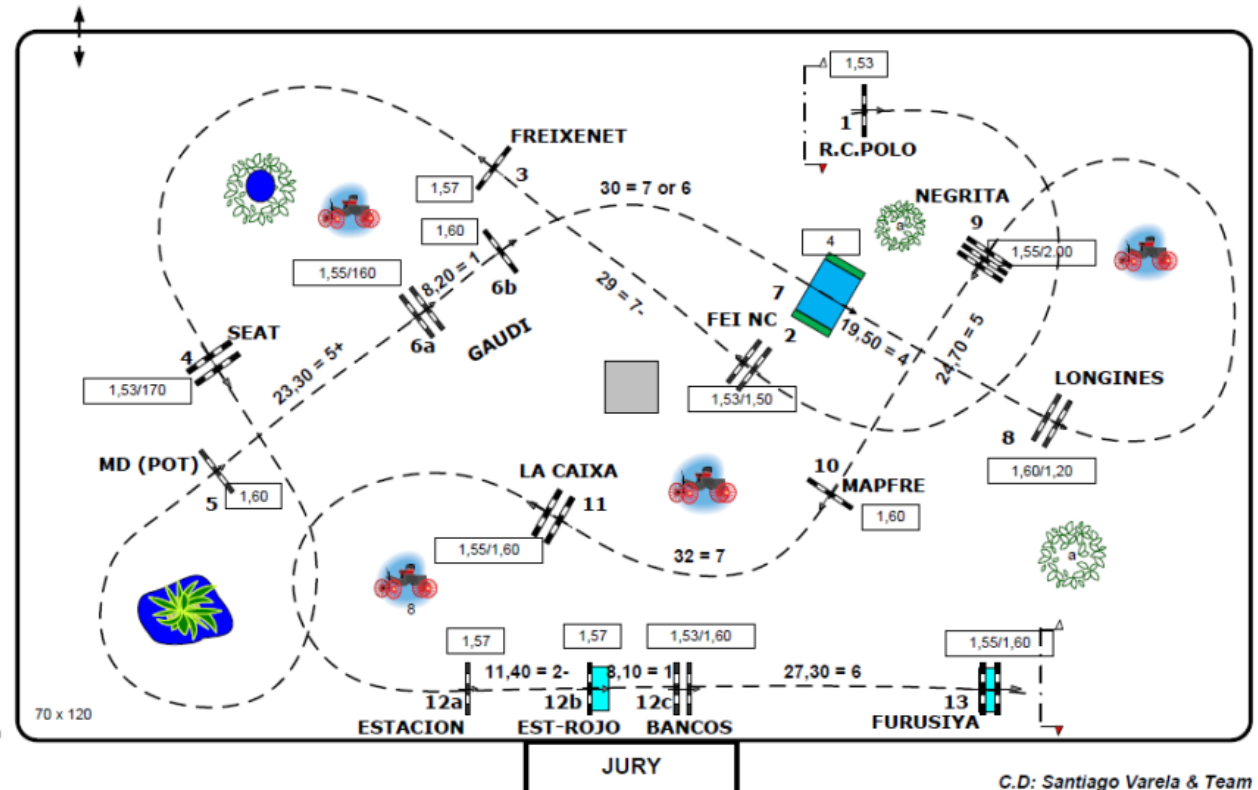 1,53
1
R.C.POLO
FREIXENET
3
1,57
30 = 7 or 6
NEGRITA
9
a
1,60
4
1,55/2.00
1,55/160
8,20 = 1
6b
29 = 7-
7
FEI NC
2
19,50 = 4
24,70 = 5
SEAT
4
6a
GAUDI
1,53/170
23,30 = 5+
1,53/1,50
LONGINES
8
1,60/1,20
MD (POT)
5
1,60
LA CAIXA
11
10
MAPFRE
1,60
1,55/1,60
32 = 7
a
8
1,57
1,57
1,53/1,60
1,55/1,60
11,40 = 2-
8,10 = 1
27,30 = 6
12a
12b
12c
13
70 x 120
ESTACION
EST-ROJO
BANCOS
FURUSIYA
JURY
C.D: Santiago Varela & Team